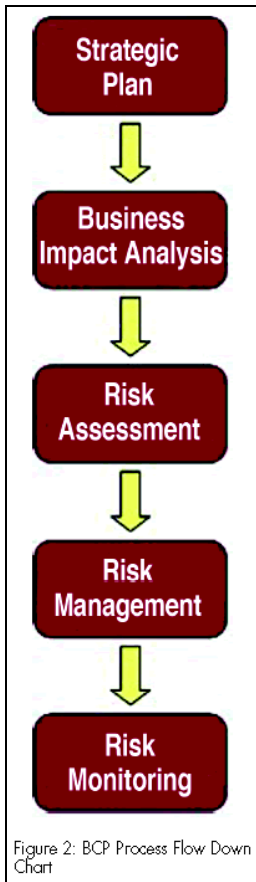 Strategic
Plan
Business
Impact Analysis
Risk
Assessment
Risk
Management
Risk
Monitoring
Figure 2: BCP Process Flow Down
Chart